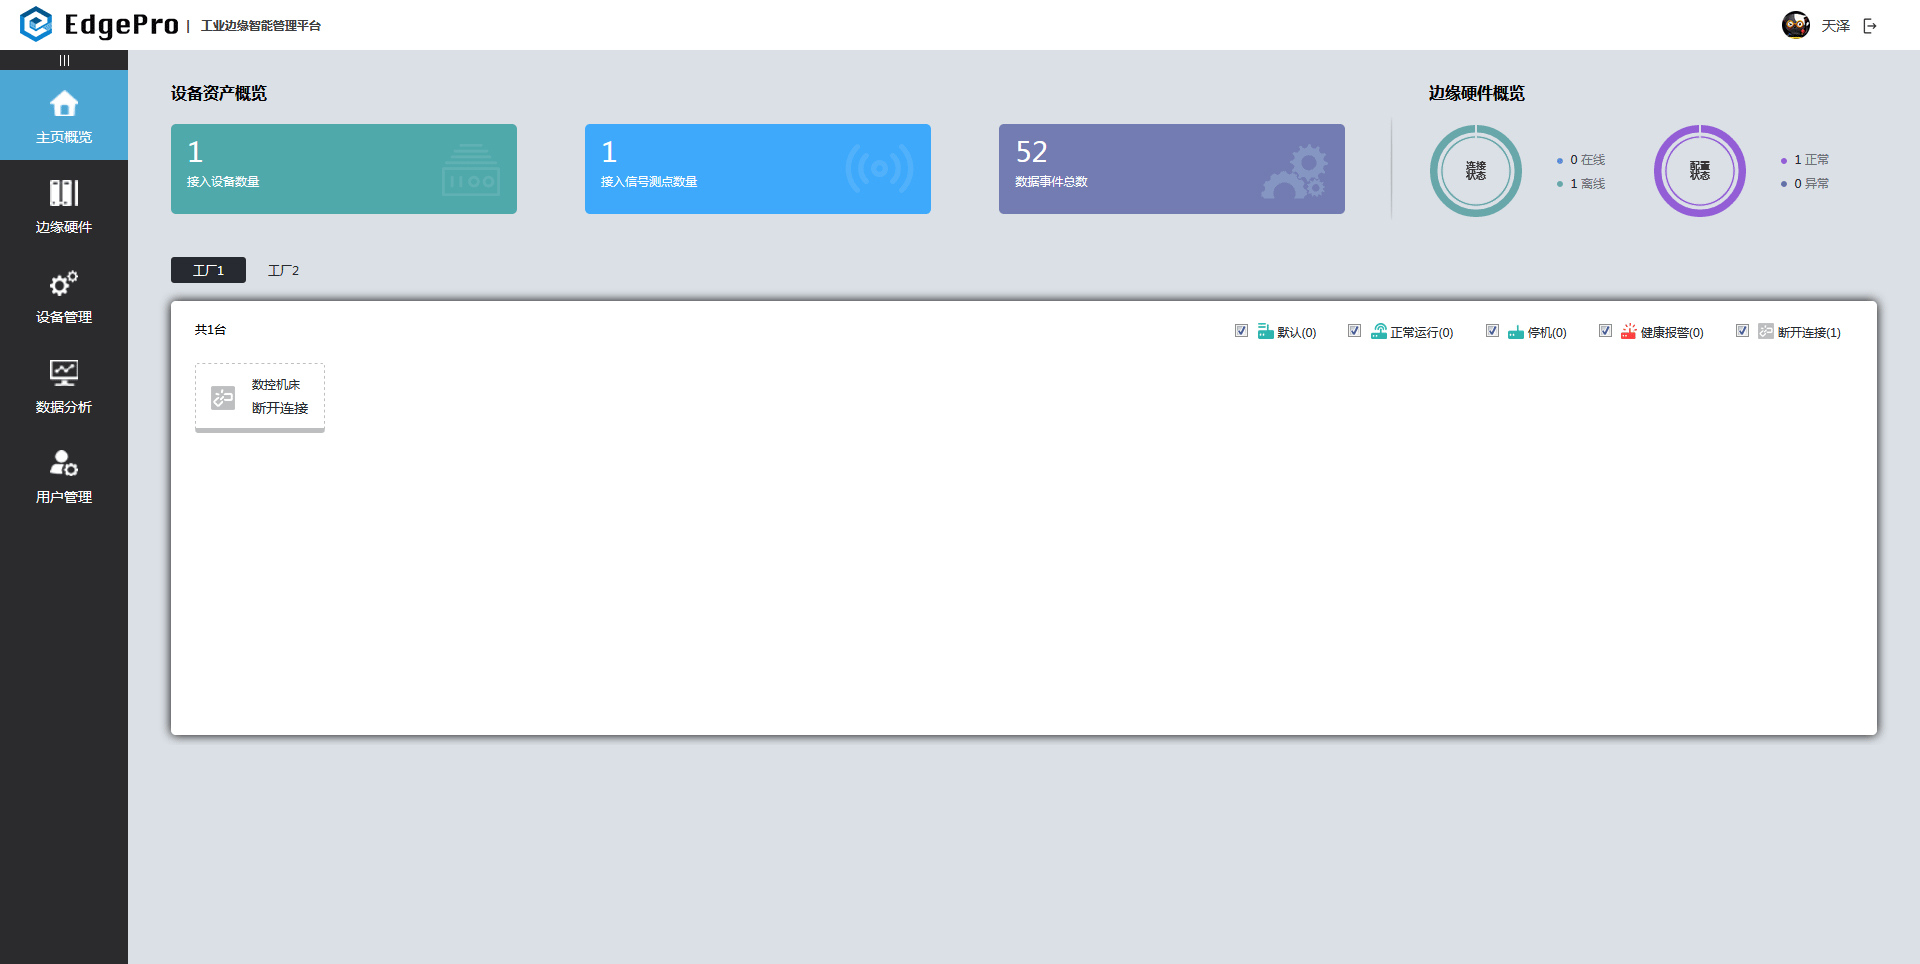 EdgePro | 工业边缘智能管理平台
天泽
主页概览
边缘硬件
设备管理
数据分析
用户管理
设备资产概览
1
接入设备数量
1
接入信号测点数量
52
数据事件总数
边缘硬件概览
连接
状态
0 在线
1 离线
配置
状态
1 正常
0 异常
工厂1
工厂2
共1台
默认(0)
正常运行(0)
停机(0)
健康报警(0)
断开连接(1)
数控机床
断开连接